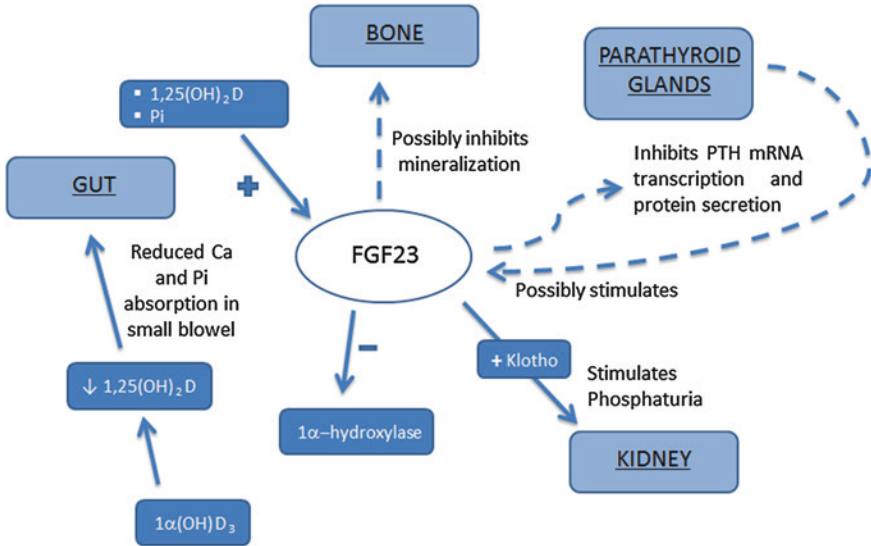 BONE
PARATHYROID
GLANDS
▪ 1,25(OH)₂D
▪ Pi
Possibly inhibits
mineralization
Inhibits PTH mRNA
transcription and
protein secretion
GUT
+
FGF23
Reduced Ca
and Pi
absorption in
small blowel
Possibly stimulates
–
+ Klotho
Stimulates
Phosphaturia
↓ 1,25(OH)₂D
1α–hydroxylase
KIDNEY
1α(OH)D₃